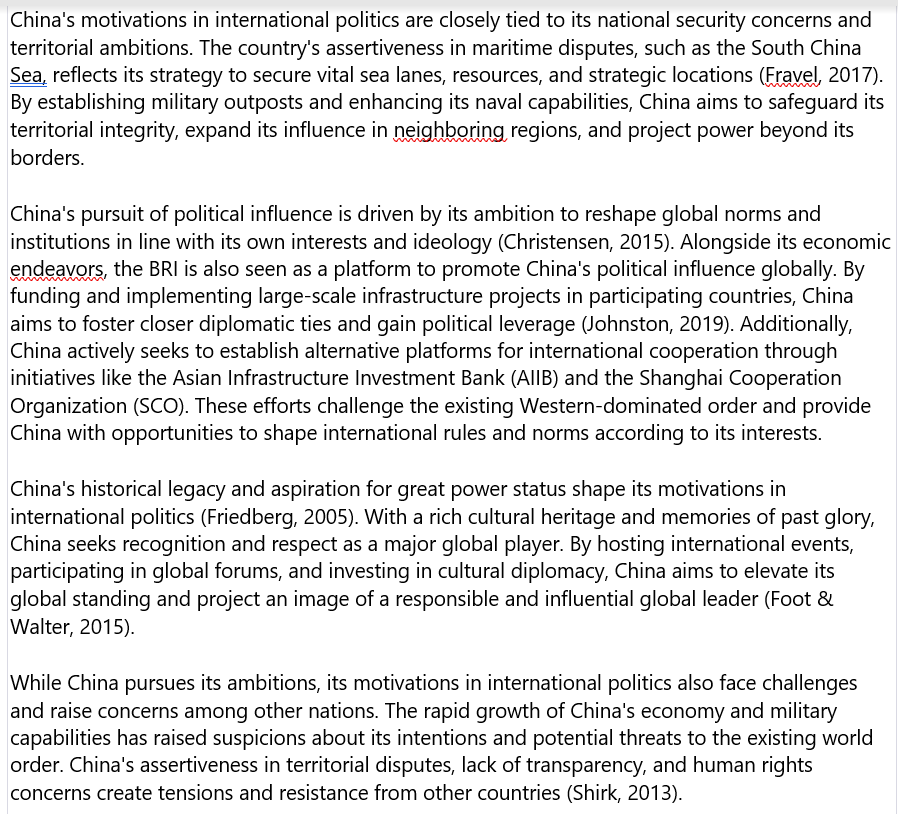 China's motivations in international politics are closely tied to its national security concerns and
territorial ambitions. The country's assertiveness in maritime disputes, such as the South China
Sea, reflects its strategy to secure vital sea lanes, resources, and strategic locations (Fravel, 2017).
By establishing military outposts and enhancing its naval capabilities, China aims to safeguard its
territorial integrity, expand its influence in neighboring regions, and project power beyond its
borders.
China's pursuit of political influence is driven by its ambition to reshape global norms and
institutions in line with its own interests and ideology (Christensen, 2015). Alongside its economic
endeavors, the BRI is also seen as a platform to promote China's political influence globally. By
funding and implementing large-scale infrastructure projects in participating countries, China
aims to foster closer diplomatic ties and gain political leverage (Johnston, 2019). Additionally,
China actively seeks to establish alternative platforms for international cooperation through
initiatives like the Asian Infrastructure Investment Bank (AIIB) and the Shanghai Cooperation
Organization (SCO). These efforts challenge the existing Western-dominated order and provide
China with opportunities to shape international rules and norms according to its interests.
China's historical legacy and aspiration for great power status shape its motivations in
international politics (Friedberg, 2005). With a rich cultural heritage and memories of past glory,
China seeks recognition and respect as a major global player. By hosting international events,
participating in global forums, and investing in cultural diplomacy, China aims to elevate its
global standing and project an image of a responsible and influential global leader (Foot &
Walter, 2015).
While China pursues its ambitions, its motivations in international politics also face challenges
and raise concerns among other nations. The rapid growth of China's economy and military
capabilities has raised suspicions about its intentions and potential threats to the existing world
order. China's assertiveness in territorial disputes, lack of transparency, and human rights
concerns create tensions and resistance from other countries (Shirk, 2013).